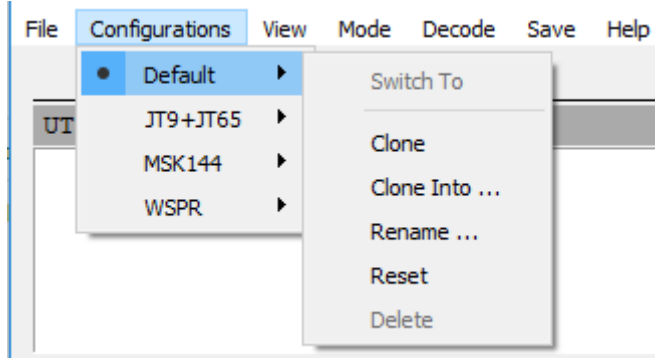 File Configurations View Mode Decode Save Help
Default
JT9+JT65
MSK144
WSPR
Switch To
Clone
Clone Into ...
Rename ...
Reset
Delete
UT